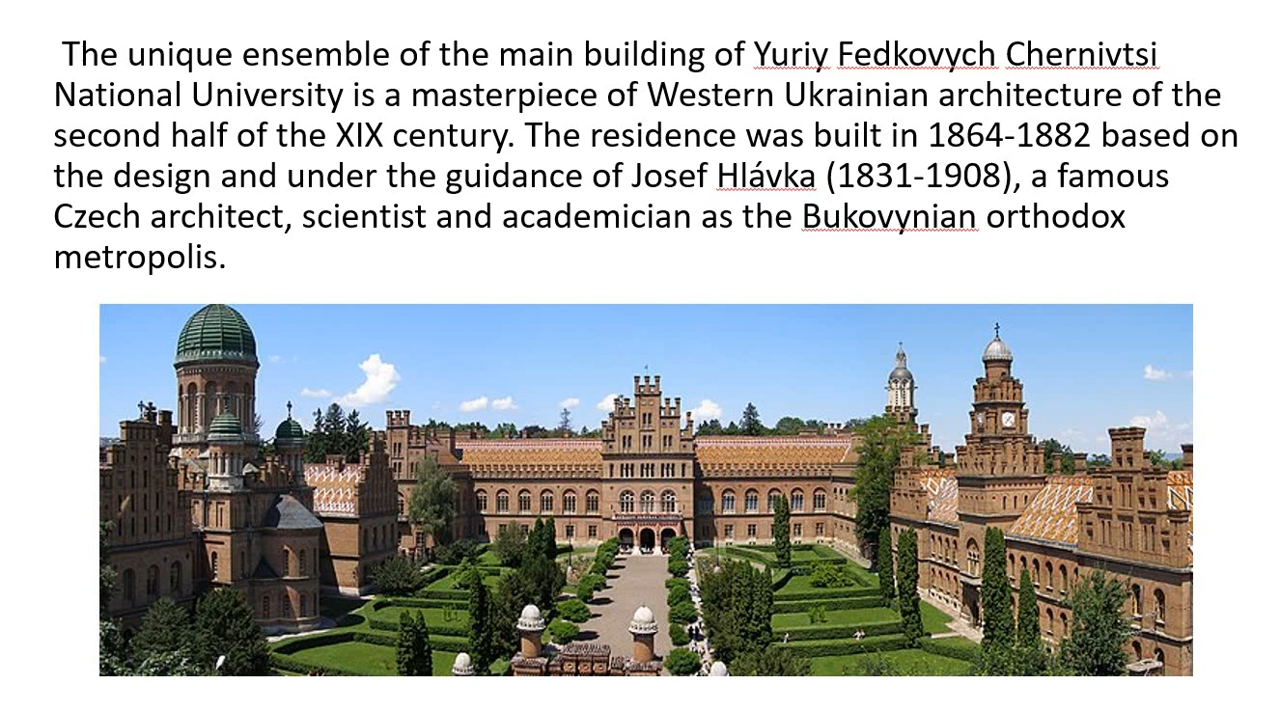 The unique ensemble of the main building of Yuriy Fedkovych Chernivtsi
National University is a masterpiece of Western Ukrainian architecture of the
second half of the XIX century. The residence was built in 1864-1882 based on
the design and under the guidance of Josef Hlávka (1831-1908), a famous
Czech architect, scientist and academician as the Bukovynian orthodox
metropolis.